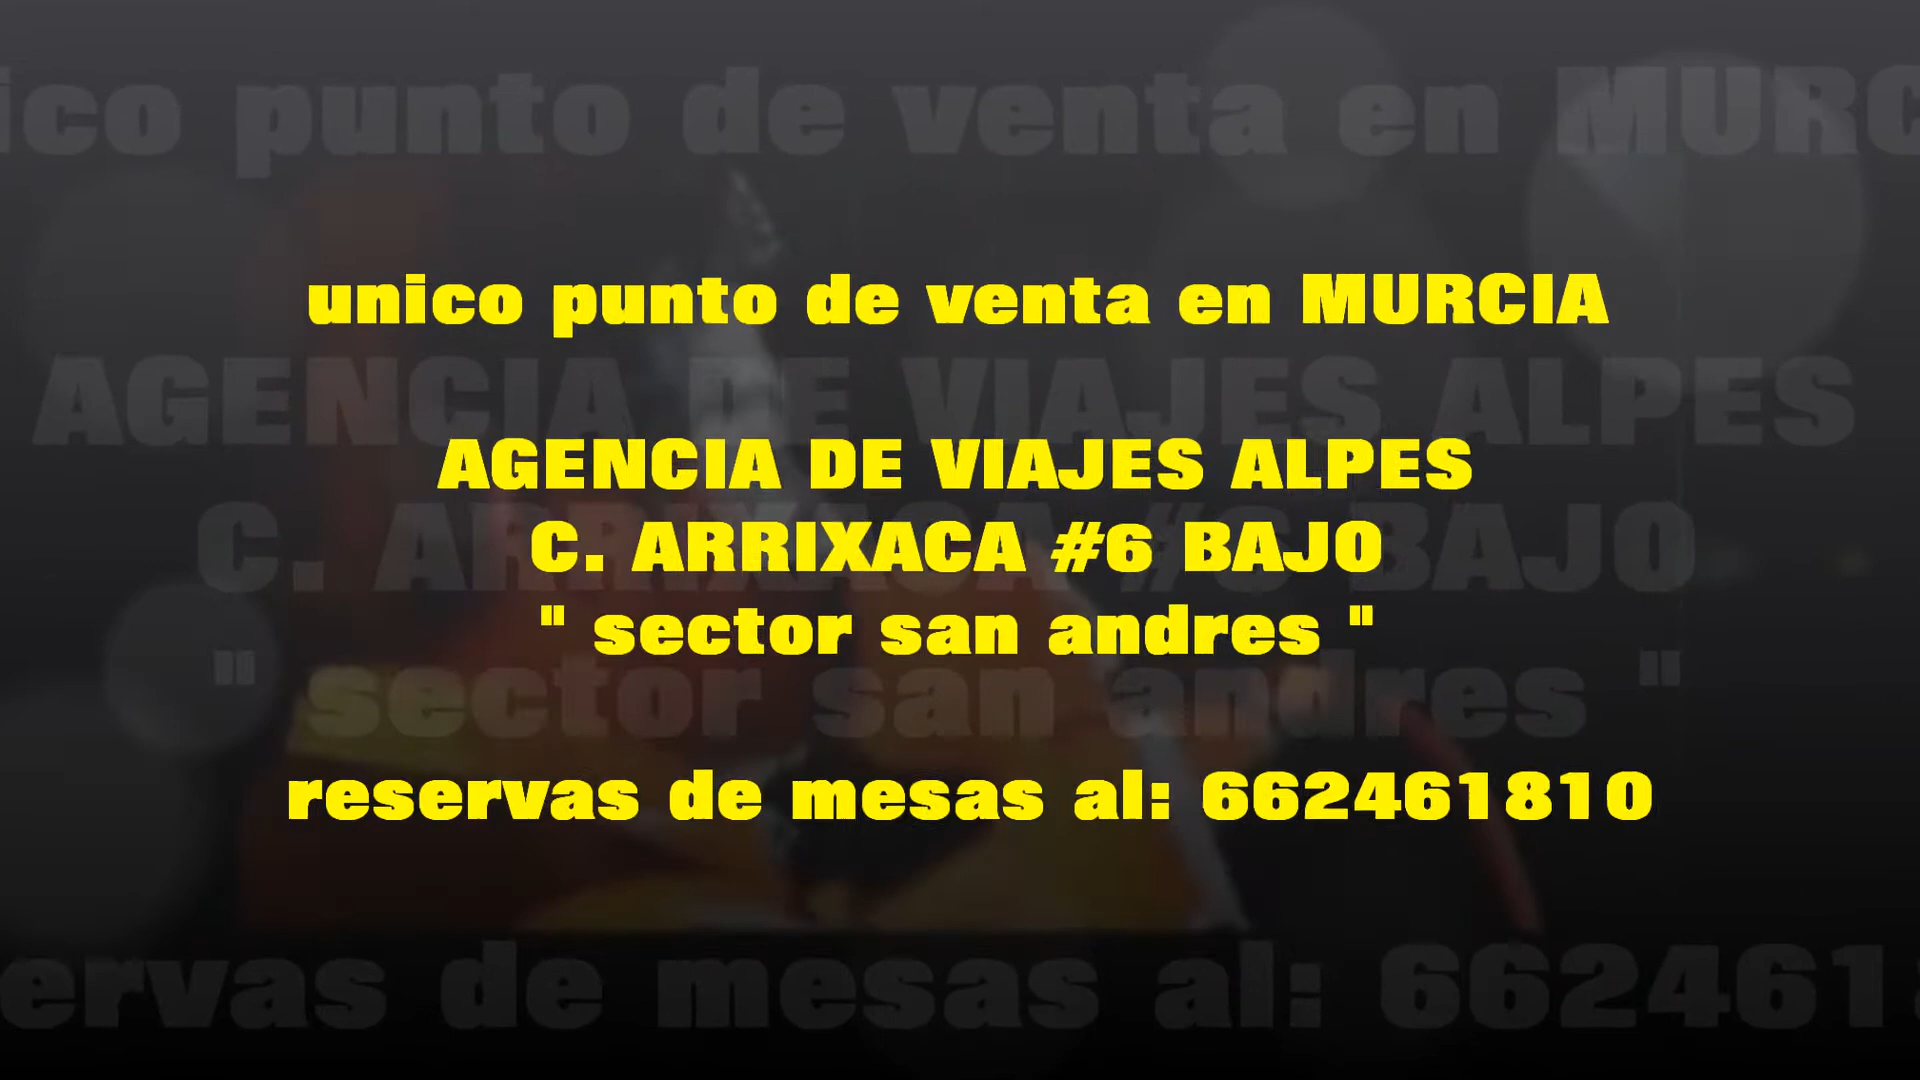 unico punto de venta en MURCIA
AGENCIA DE VIAJES ALPES
C. ARRIXACA #6 BAJO
" sector san andres "
reservas de mesas al: 662461810